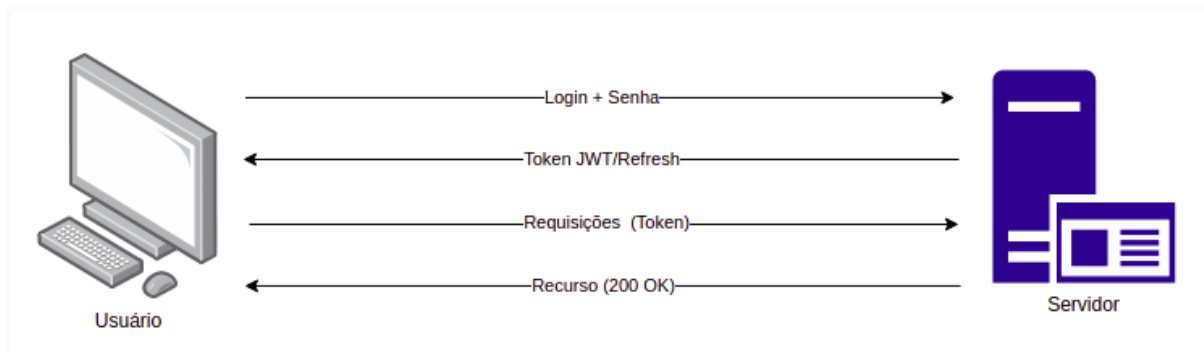 Login + Senha
Token JWT/Refresh
Requisições (Token)
Recurso (200 OK)
Usuário
Servidor